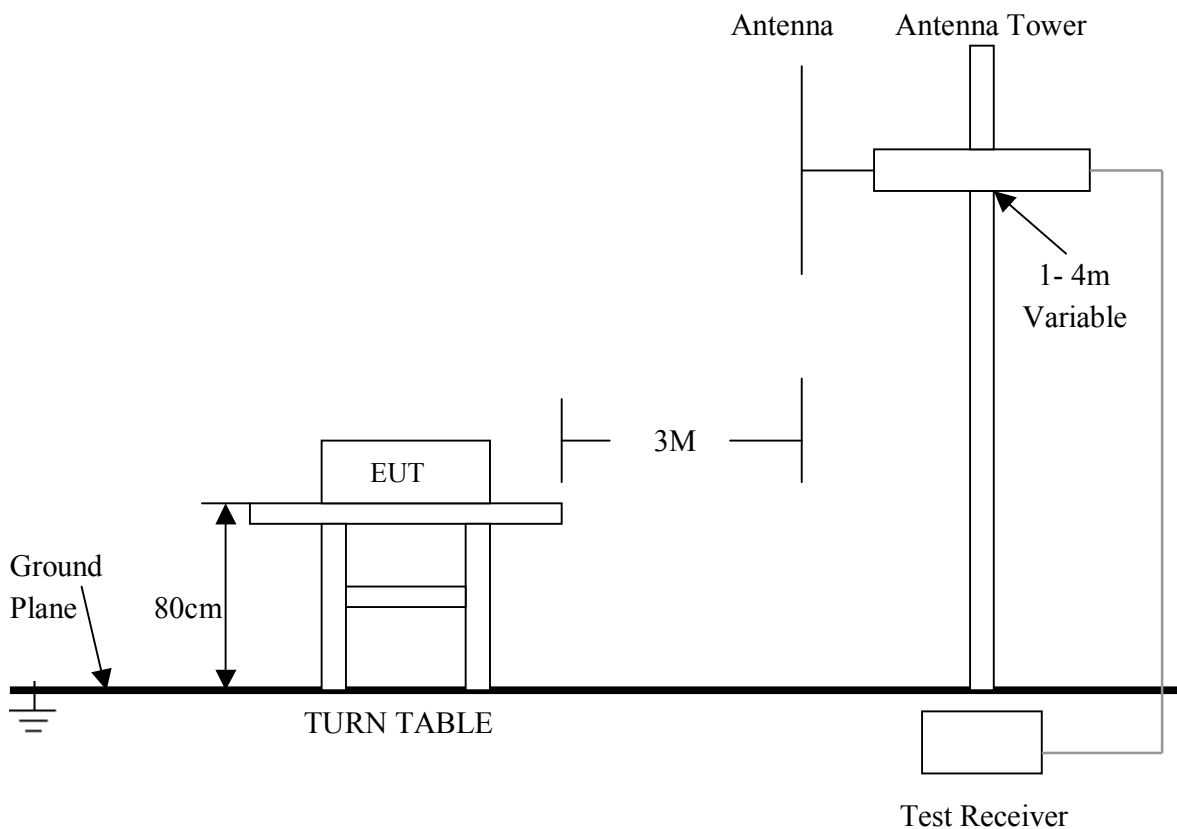 Antenna
Antenna Tower
1- 4m
Variable
3M
EUT
Ground
Plane
80cm
TURN TABLE
Test Receiver